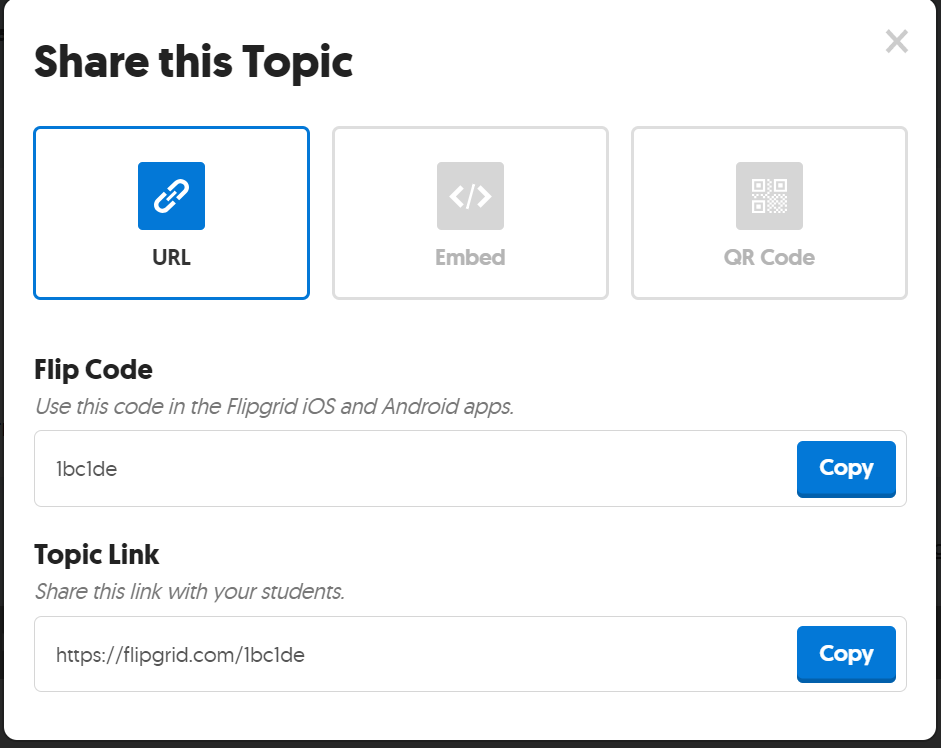 Share this Topic
URL
Embed
QR Code
Flip Code
Use this code in the Flipgrid iOS and Android apps.
1bc1de
Copy
Topic Link
Share this link with your students.
https://flipgrid.com/1bc1de
Copy